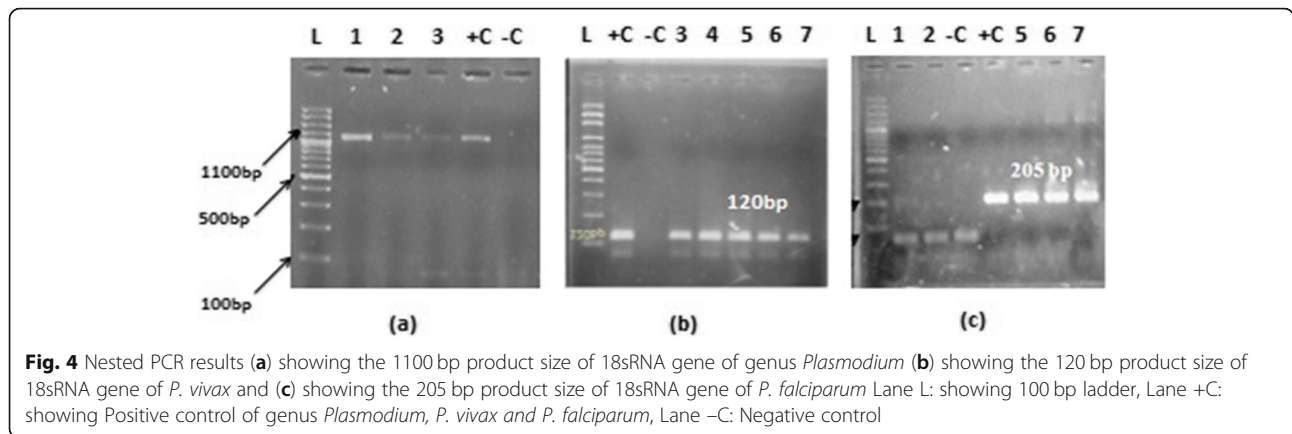 L 1 2 3 +C -C
L +C -C 3 4 5 6 7
L 1 2 -C +C 5 6 7
1100bp
500bp
100bp
120bp
205 bp
(a)
(b)
(c)
Fig. 4 Nested PCR results (a) showing the 1100 bp product size of 18sRNA gene of genus Plasmodium (b) showing the 120 bp product size of
18sRNA gene of P. vivax and (c) showing the 205 bp product size of 18sRNA gene of P. falciparum Lane L: showing 100 bp ladder, Lane +C:
showing Positive control of genus Plasmodium, P. vivax and P. falciparum, Lane –C: Negative control